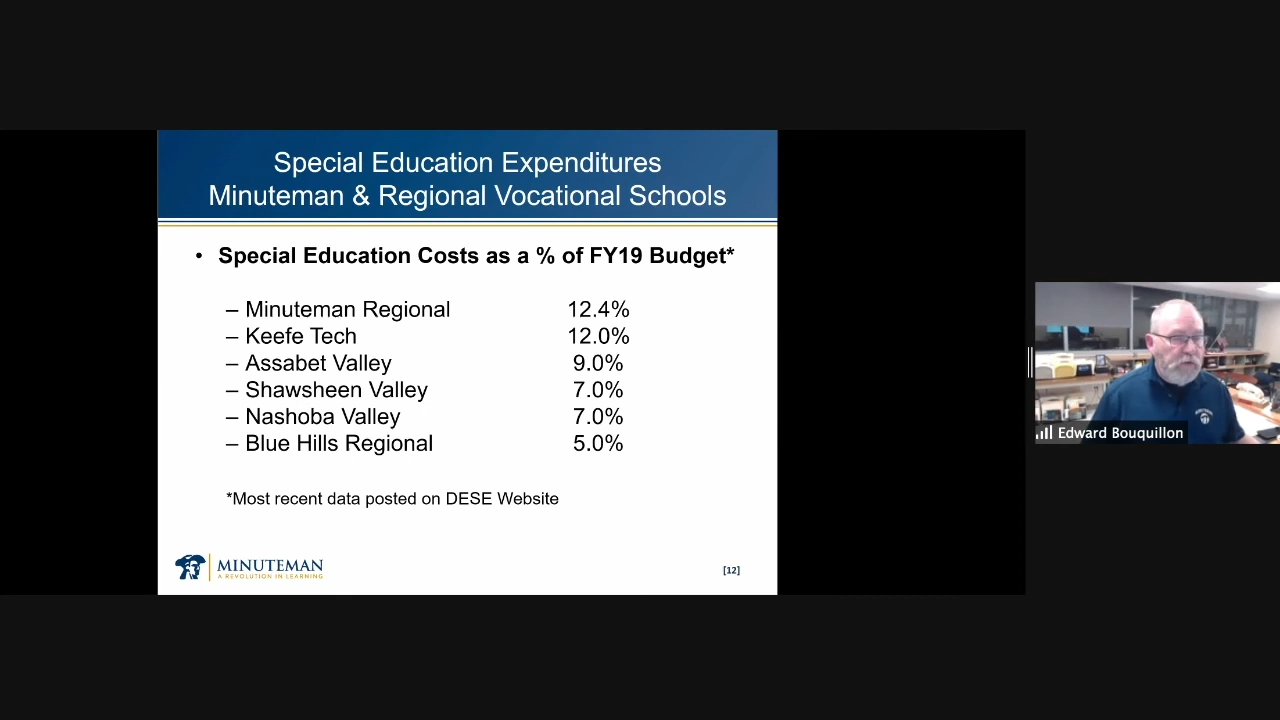 Special Education Expenditures
Minuteman & Regional Vocational Schools
• Special Education Costs as a % of FY19 Budget*
– Minuteman Regional 12.4%
– Keefe Tech 12.0%
– Assabet Valley 9.0%
– Shawsheen Valley 7.0%
– Nashoba Valley 7.0%
– Blue Hills Regional 5.0%
*Most recent data posted on DESE Website
MINUTEMAN
A REVOLUTION IN LEARNING
[12]
Edward Bouquillon